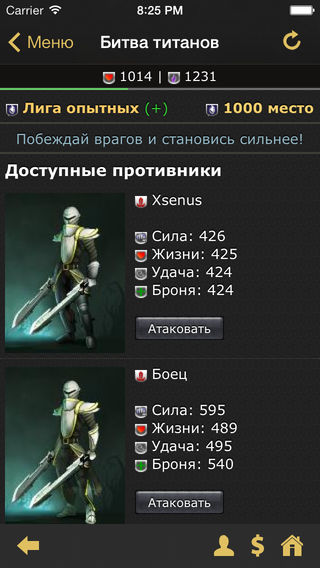 Carrier 8:25 PM
Меню Битва титанов
1014 | 1231
Лига опытных (+) 1000 место
Побеждай врагов и становись сильнее!
Доступные противники
Xsenus
Сила: 426
Жизни: 425
Удача: 424
Броня: 424
Атаковать
Боец
Сила: 595
Жизни: 489
Удача: 495
Броня: 540
Атаковать
$